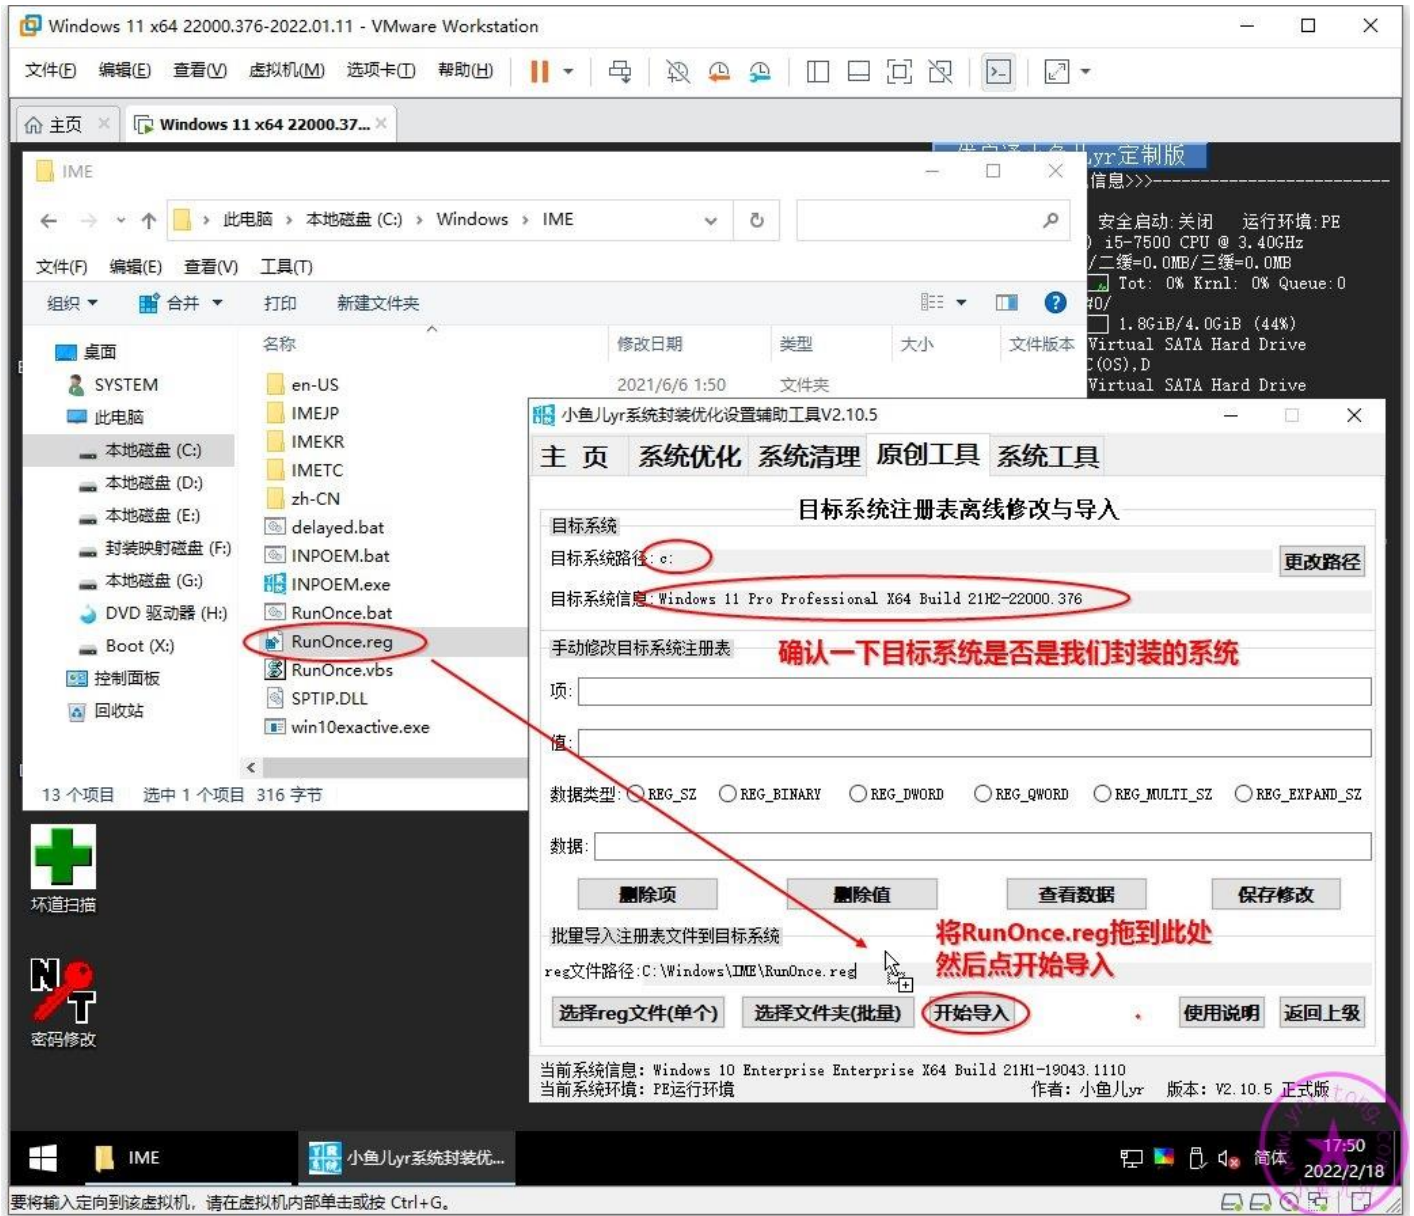 Windows 11 x64 22000.376-2022.01.11 - VMware Workstation
文件(F) 编辑(E) 查看(V) 虚拟机(M) 选项卡(T) 帮助(H)
主页 Windows 11 x64 22000.37...
yr定制版
信息>>>
IME
安全启动:关闭 运行环境:PE
i5-7500 CPU @ 3.40GHz
/二缓=0.0MB/三缓=0.0MB
Tot: 0% Krnl: 0% Queue:0
1.8GiB/4.0GiB (44%)
Virtual SATA Hard Drive
C(OS),D
Virtual SATA Hard Drive
此电脑 > 本地磁盘 (C:) > Windows > IME
文件(F) 编辑(E) 查看(V) 工具(T)
组织 合并 打印 新建文件夹
名称 修改日期 类型 大小 文件版本
桌面
SYSTEM
此电脑
本地磁盘 (C:)
本地磁盘 (D:)
本地磁盘 (E:)
封装映射磁盘 (F:)
本地磁盘 (G:)
DVD 驱动器 (H:)
Boot (X:)
控制面板
回收站
en-US 2021/6/6 1:50 文件夹
IMEJP
IMEKR
IMETC
zh-CN
delayed.bat
INPOEM.bat
INPOEM.exe
RunOnce.bat
RunOnce.reg
RunOnce.vbs
SPTIP.DLL
win10exactive.exe
13 个项目 选中 1 个项目 316 字节
小鱼儿yr系统封装优化设置辅助工具V2.10.5
主 页 系统优化 系统清理 原创工具 系统工具
目标系统注册表离线修改与导入
目标系统
目标系统路径: c: 更改路径
目标系统信息: Windows 11 Pro Professional X64 Build 21H2-22000.376
手动修改目标系统注册表 确认一下目标系统是否是我们封装的系统
项:
值:
数据类型: REG_SZ REG_BINARY REG_DWORD REG_QWORD REG_MULTI_SZ REG_EXPAND_SZ
数据:
删除项 删除值 查看数据 保存修改
批量导入注册表文件到目标系统
将RunOnce.reg拖到此处
然后点开始导入
reg文件路径:C:\Windows\IME\RunOnce.reg
选择reg文件(单个) 选择文件夹(批量) 开始导入 使用说明 返回上级
当前系统信息: Windows 10 Enterprise Enterprise X64 Build 21H1-19043.1110
当前系统环境: PE运行环境 作者: 小鱼儿yr 版本: V2.10.5 正式版
坏道扫描
NT
密码修改
IME 小鱼儿yr系统封装优... 简体 17:50
2022/2/18
www.yrxitong.com
小鱼儿yr
要将输入定向到该虚拟机，请在虚拟机内部单击或按 Ctrl+G。